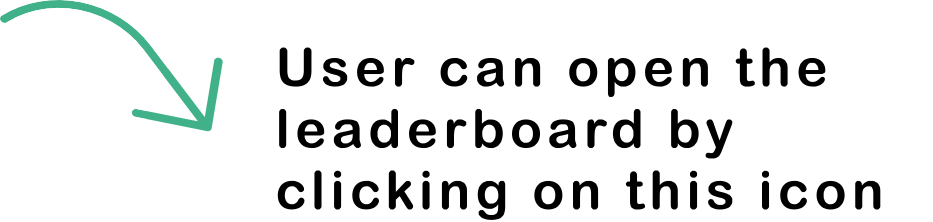 User can open the
leaderboard by
clicking on this icon